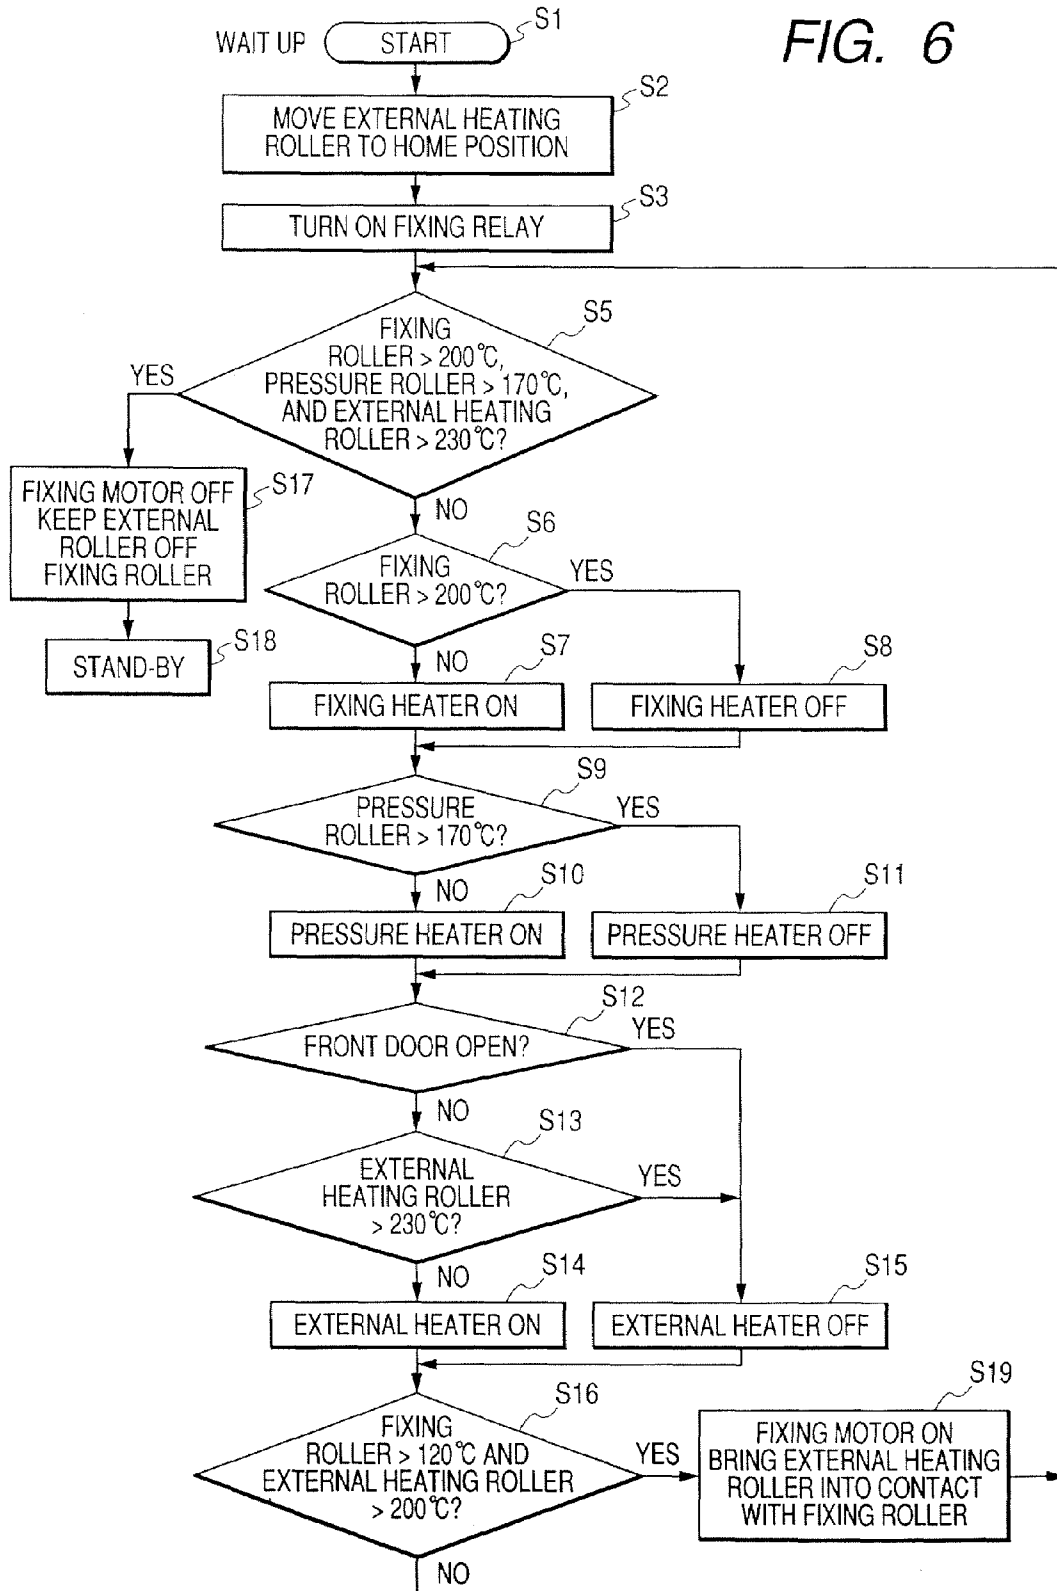 FIG. 6
WAIT UP
START
S1
S2
MOVE EXTERNAL HEATING
ROLLER TO HOME POSITION
S3
TURN ON FIXING RELAY
S5
FIXING
ROLLER > 200°C,
PRESSURE ROLLER > 170°C,
AND EXTERNAL HEATING
ROLLER > 230°C?
YES
NO
S17
FIXING MOTOR OFF
KEEP EXTERNAL
ROLLER OFF
FIXING ROLLER
S18
STAND-BY
S6
FIXING
ROLLER > 200°C?
YES
NO
S7
FIXING HEATER ON
S8
FIXING HEATER OFF
S9
PRESSURE
ROLLER > 170°C?
YES
NO
S10
PRESSURE HEATER ON
S11
PRESSURE HEATER OFF
S12
FRONT DOOR OPEN?
YES
NO
S13
EXTERNAL
HEATING ROLLER
> 230°C?
YES
NO
S14
EXTERNAL HEATER ON
S15
EXTERNAL HEATER OFF
S16
FIXING
ROLLER > 120°C AND
EXTERNAL HEATING ROLLER
> 200°C?
YES
NO
S19
FIXING MOTOR ON
BRING EXTERNAL HEATING
ROLLER INTO CONTACT
WITH FIXING ROLLER